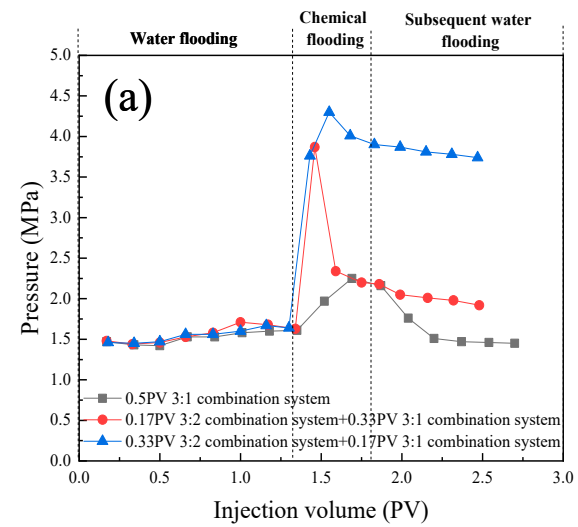 Water flooding
Chemical
flooding
Subsequent water
flooding
(a)
Pressure (MPa)
5.0
4.5
4.0
3.5
3.0
2.5
2.0
1.5
1.0
0.5
0.0
0.5PV 3:1 combination system
0.17PV 3:2 combination system+0.33PV 3:1 combination system
0.33PV 3:2 combination system+0.17PV 3:1 combination system
0.0 0.5 1.0 1.5 2.0 2.5 3.0
Injection volume (PV)